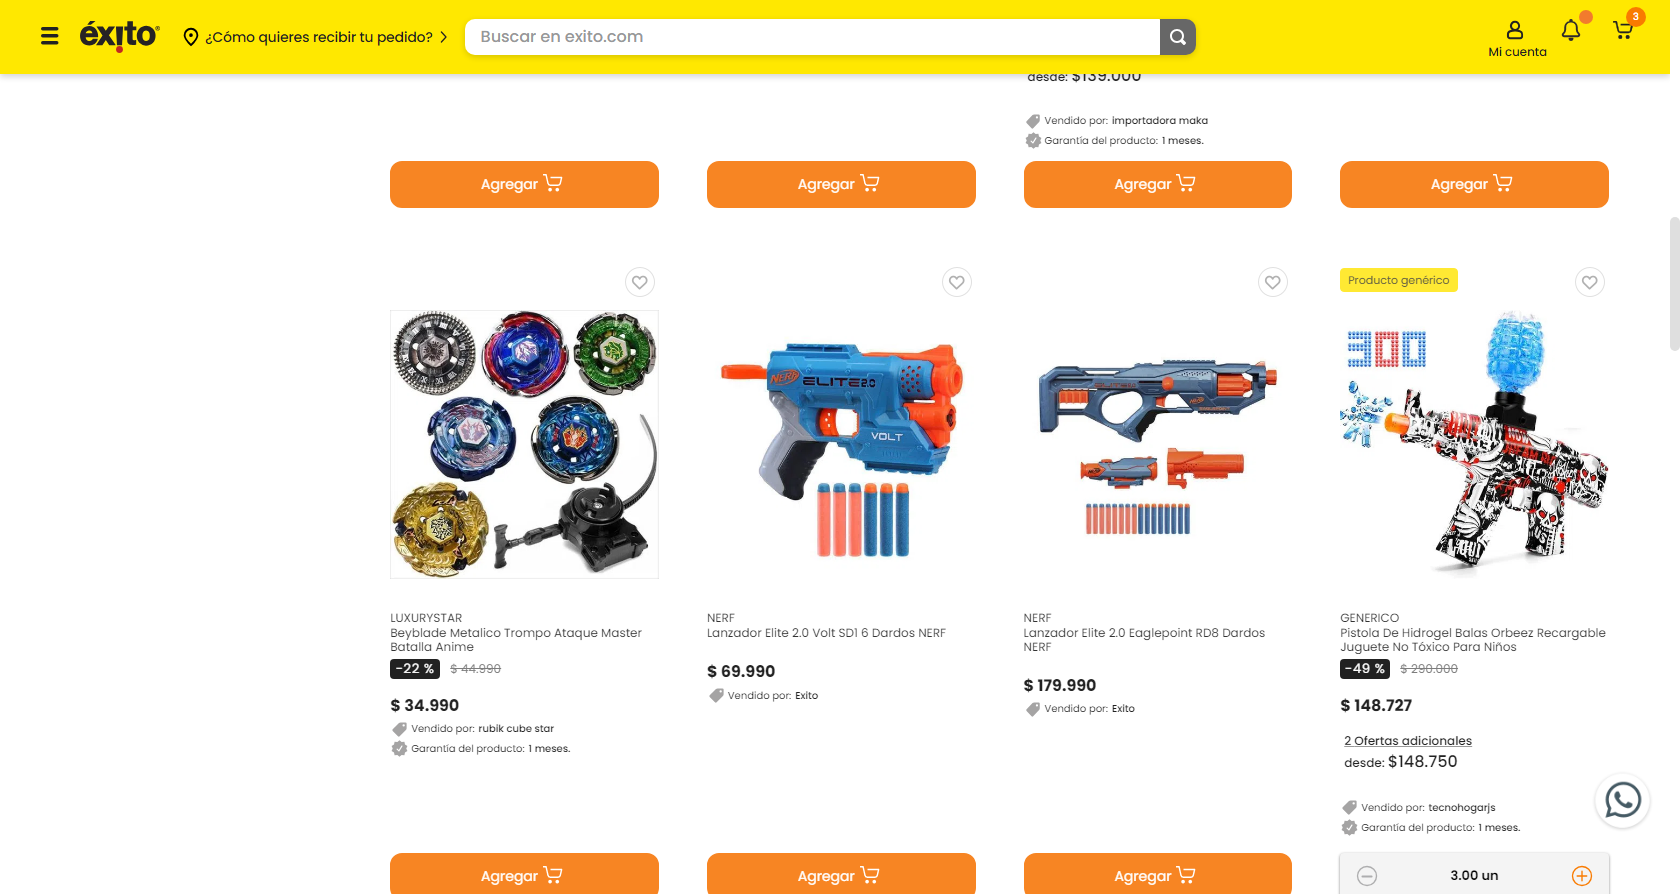 éxito
¿Cómo quieres recibir tu pedido?
Buscar en exito.com
Mi cuenta
3
desde: $139.000
Vendido por: importadora maka
Garantía del producto: 1 meses.
Agregar
Agregar
Agregar
Agregar
Producto genérico
NERF ELITE 2.0
VOLT
300
LUXURYSTAR
Beyblade Metalico Trompo Ataque Master
Batalla Anime
-22 % $ 44.990
$ 34.990
Vendido por: rubik cube star
Garantía del producto: 1 meses.
NERF
Lanzador Elite 2.0 Volt SD1 6 Dardos NERF
$ 69.990
Vendido por: Exito
NERF
Lanzador Elite 2.0 Eaglepoint RD8 Dardos
NERF
$ 179.990
Vendido por: Exito
GENERICO
Pistola De Hidrogel Balas Orbeez Recargable
Juguete No Tóxico Para Niños
-49 % $ 290.000
$ 148.727
2 Ofertas adicionales
desde: $148.750
Vendido por: tecnohogarjs
Garantía del producto: 1 meses.
Agregar
Agregar
Agregar
3.00 un